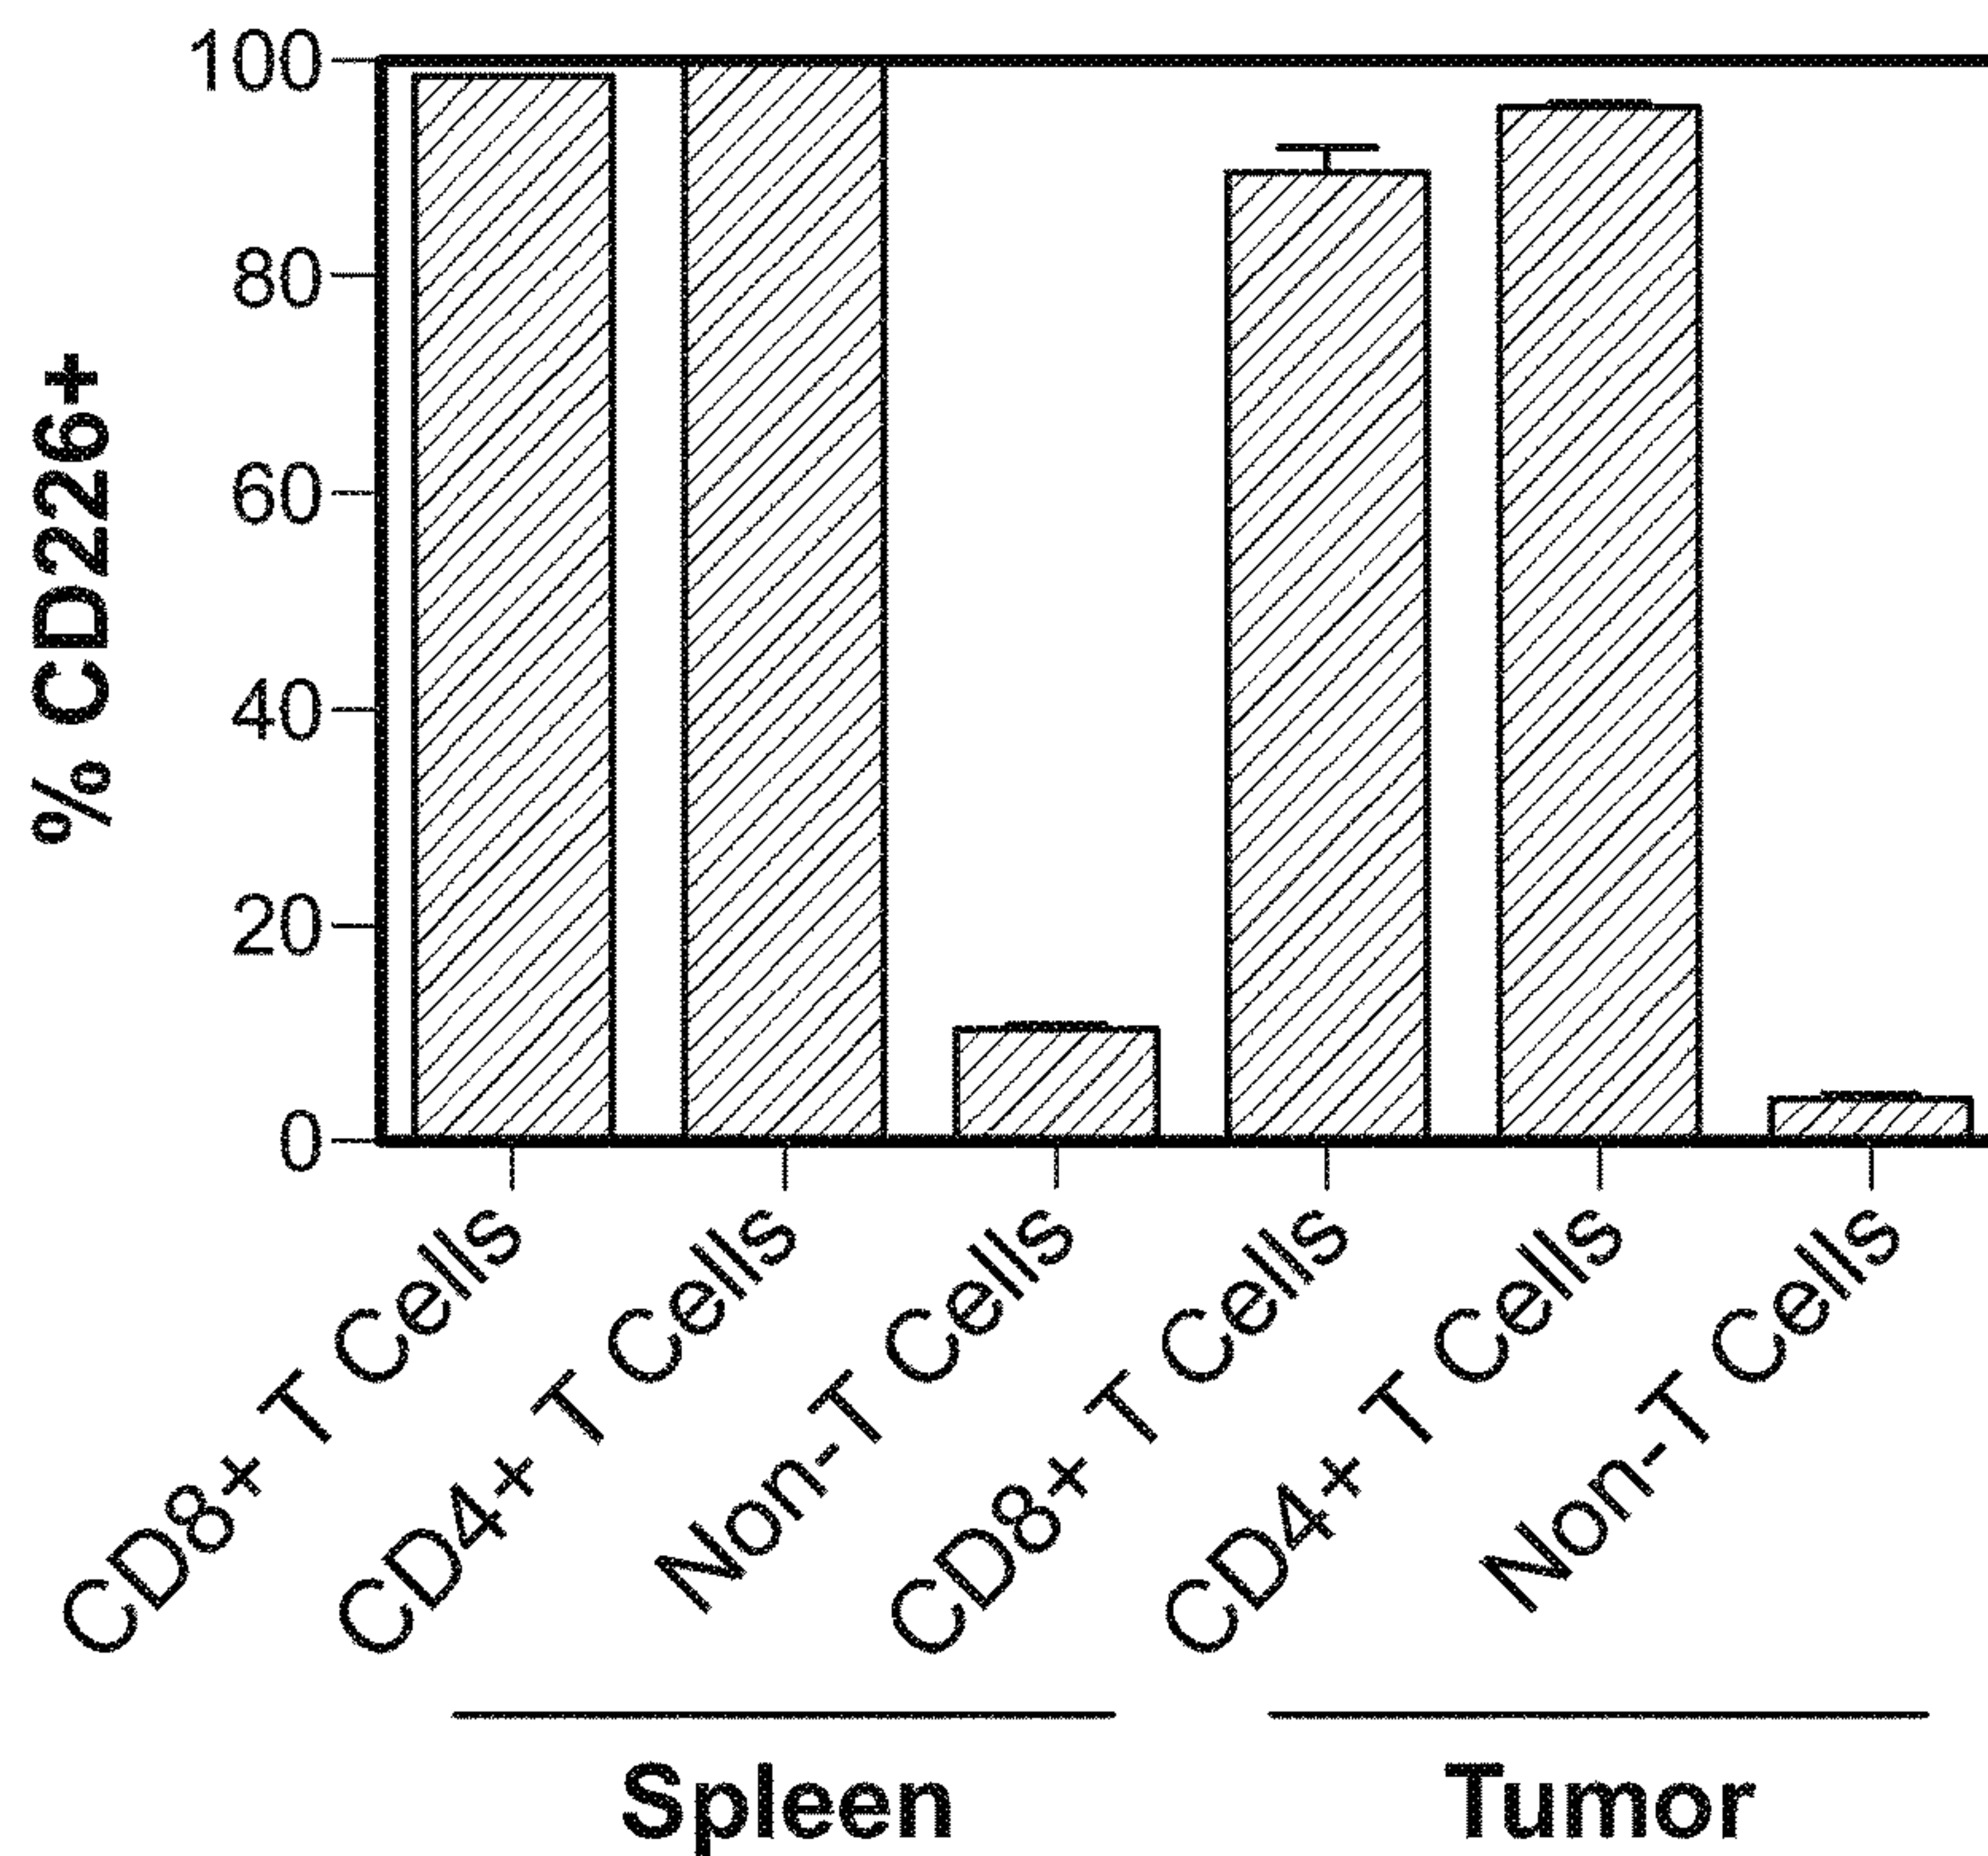 % CD226+
100
80
60
40
20
0
CD8+ T Cells
CD4+ T Cells
Non-T Cells
CD8+ T Cells
CD4+ T Cells
Non-T Cells
Spleen
Tumor